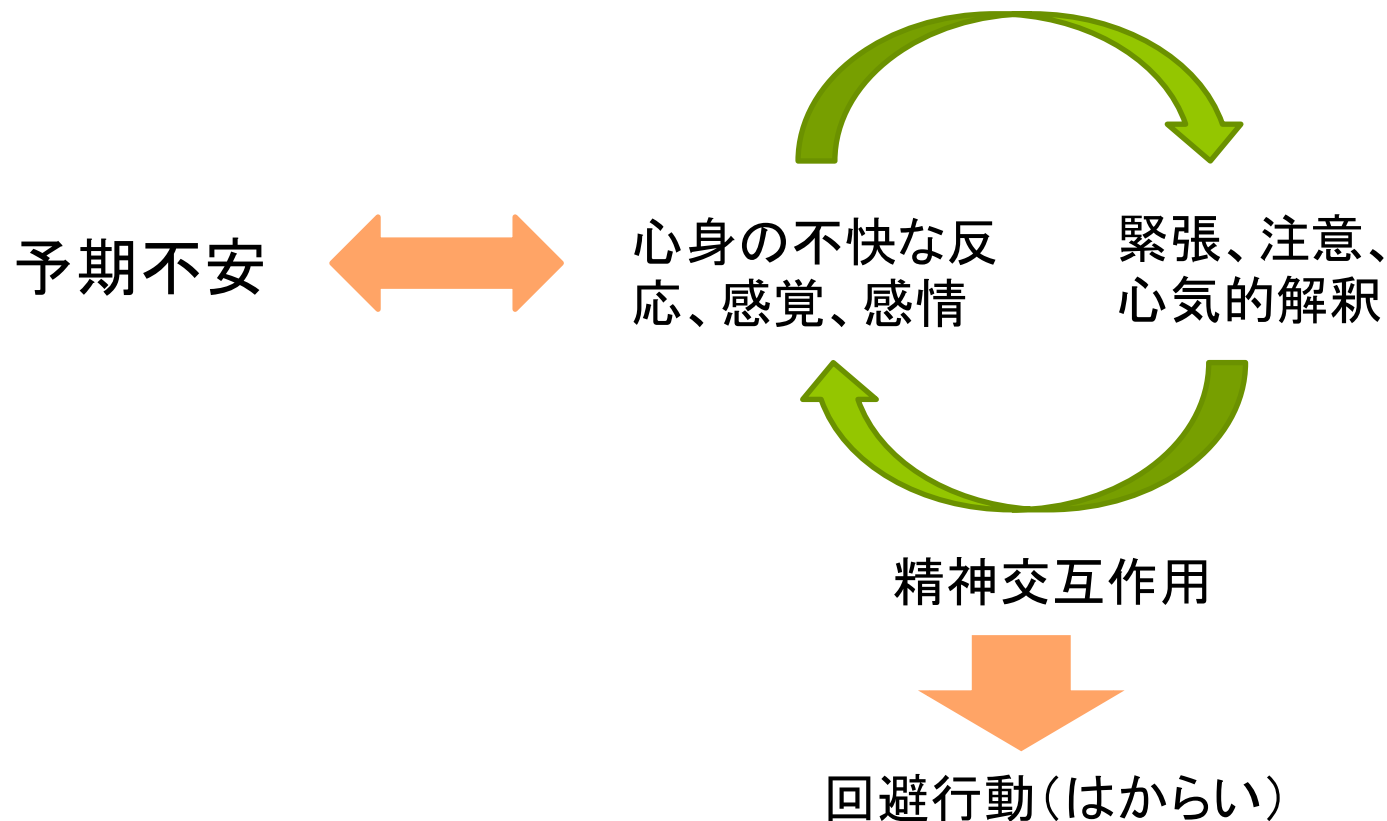 予期不安
心身の不快な反
応、感覚、感情
緊張、注意、
心気的解釈
精神交互作用
回避行動（はからい）